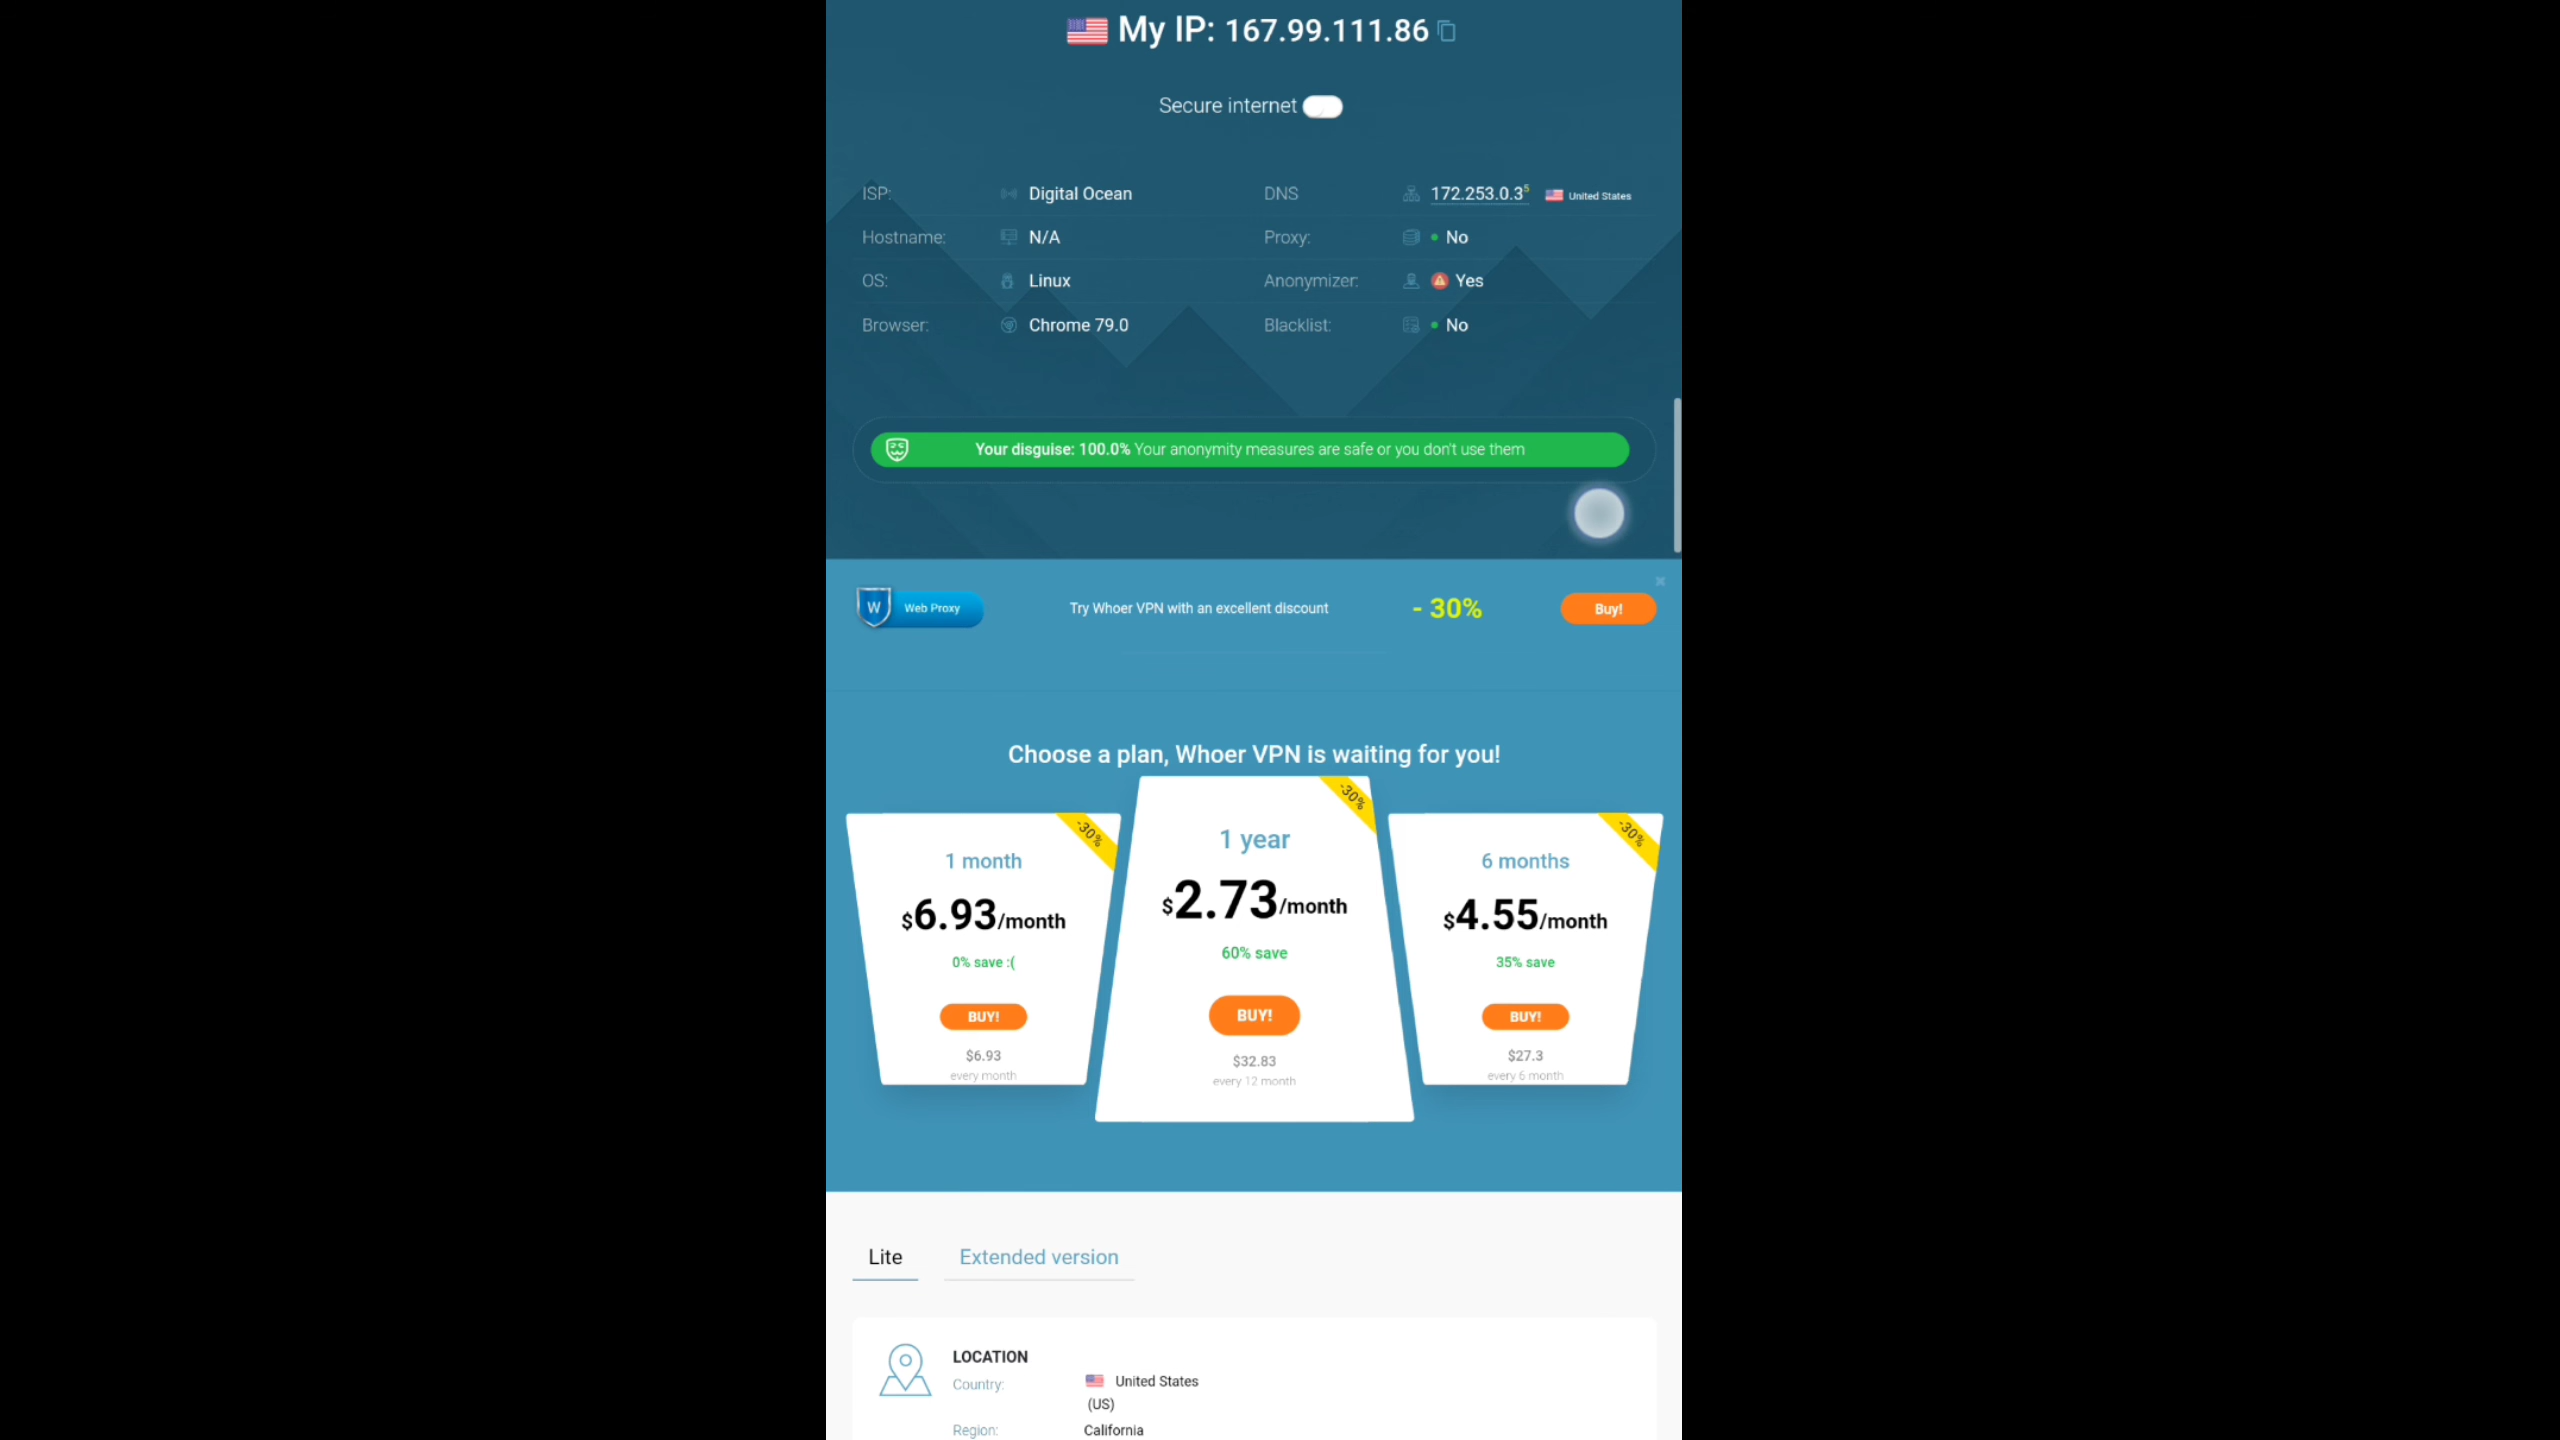 My IP: 167.99.111.86
Secure internet
ISP: Digital Ocean DNS 172.253.0.3⁵ United States
Hostname: N/A Proxy: No
OS: Linux Anonymizer: Yes
Browser: Chrome 79.0 Blacklist: No
Your disguise: 100.0% Your anonymity measures are safe or you don't use them
W Web Proxy Try Whoer VPN with an excellent discount - 30% Buy!
Choose a plan, Whoer VPN is waiting for you!
-30%
1 month
$6.93/month
0% save :(
BUY!
$6.93
every month
-30%
1 year
$2.73/month
60% save
BUY!
$32.83
every 12 month
-30%
6 months
$4.55/month
35% save
BUY!
$27.3
every 6 month
Lite Extended version
LOCATION
Country: United States
(US)
Region: California